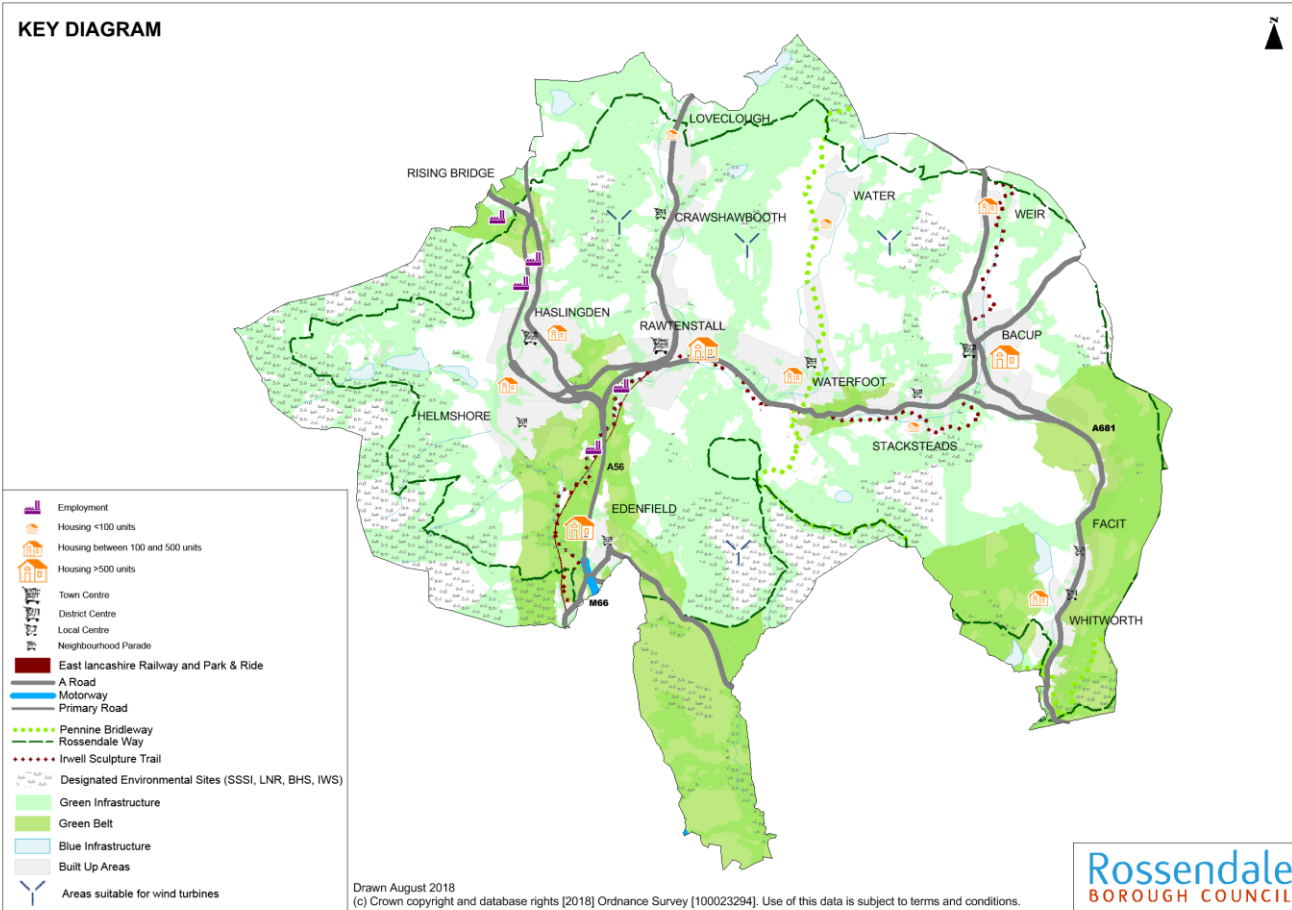 KEY DIAGRAM
N
LOVECLOUGH
RISING BRIDGE
WATER
CRAWSHAWBOOTH
WEIR
HASLINGDEN
RAWTENSTALL
BACUP
WATERFOOT
HELMSHORE
A681
STACKSTEADS
A56
EDENFIELD
FACIT
M66
WHITWORTH
Employment
Housing <100 units
Housing between 100 and 500 units
Housing >500 units
Town Centre
District Centre
Local Centre
Neighbourhood Parade
East lancashire Railway and Park & Ride
A Road
Motorway
Primary Road
Pennine Bridleway
Rossendale Way
Irwell Sculpture Trail
Designated Environmental Sites (SSSI, LNR, BHS, IWS)
Green Infrastructure
Green Belt
Blue Infrastructure
Built Up Areas
Areas suitable for wind turbines
Drawn August 2018
(c) Crown copyright and database rights [2018] Ordnance Survey [100023294]. Use of this data is subject to terms and conditions.
Rossendale
BOROUGH COUNCIL